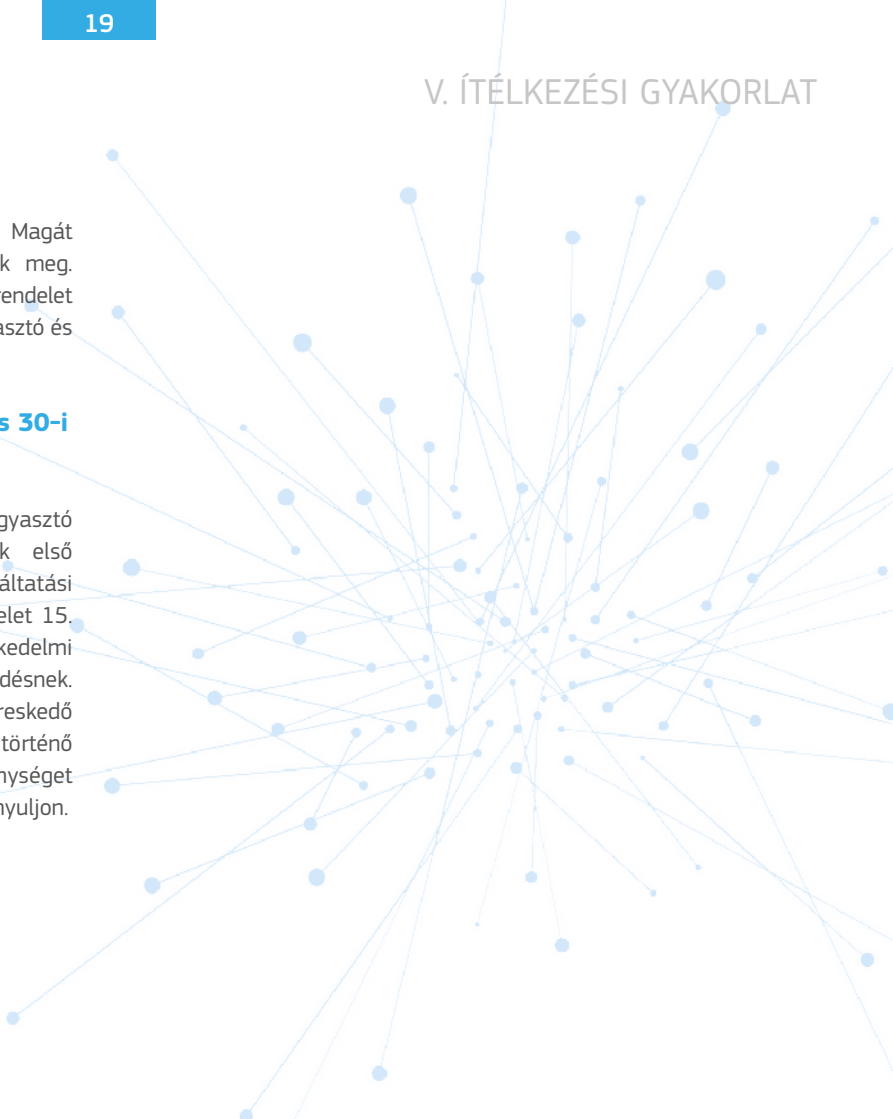 19
V. ÍTÉLKEZÉSI GYAKORLAT
Magát
k meg.
endelet
asztó és
s 30-i
gyasztó
k első
áltatási
elet 15.
kedelmi
désnek.
reskedő
történő
nységet
nyuljon.